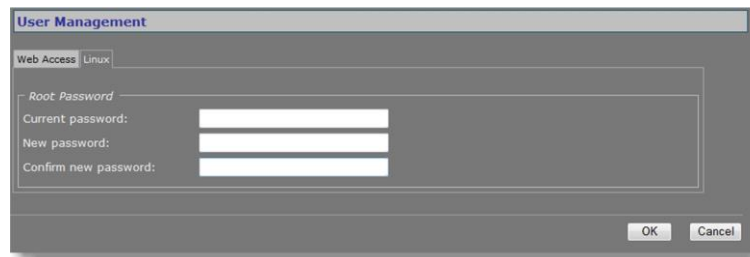 User Management
Web Access Linux
Root Password
Current password:
New password:
Confirm new password:
OK Cancel